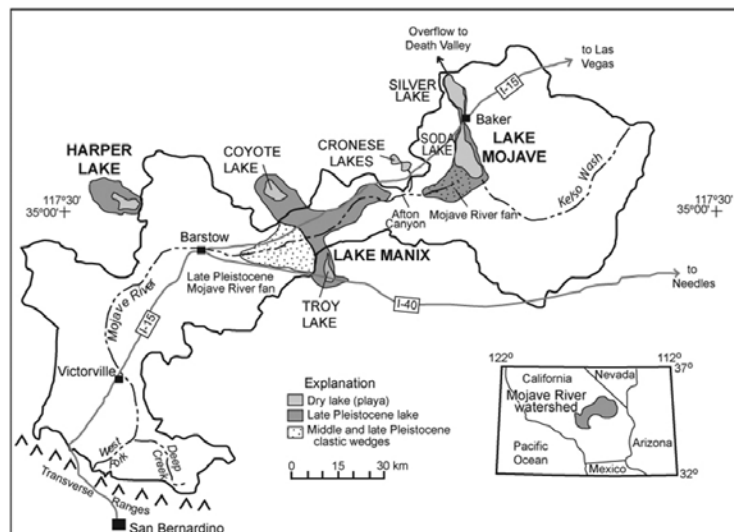 Overflow to
Death Valley
to Las
Vegas
SILVER
LAKE
I-15
Baker
SODA
LAKE
LAKE
MOJAVE
CRONESE
LAKES
COYOTE
LAKE
HARPER
LAKE
117°30'
35°00'
Kelso Wash
117°30'
35°00'
Afton
Canyon
Mojave River fan
Barstow
LAKE MANIX
Late Pleistocene
Mojave River fan
to
Needles
TROY
LAKE
I-40
Mojave River
I-15
Victorville
West
Fork
Deep
Creek
Transverse
Ranges
San Bernardino
Explanation
Dry lake (playa)
Late Pleistocene lake
Middle and late Pleistocene
clastic wedges
0 15 30 km
122°
112°
37°
California
Nevada
Mojave River
watershed
Arizona
Pacific
Ocean
Mexico
32°